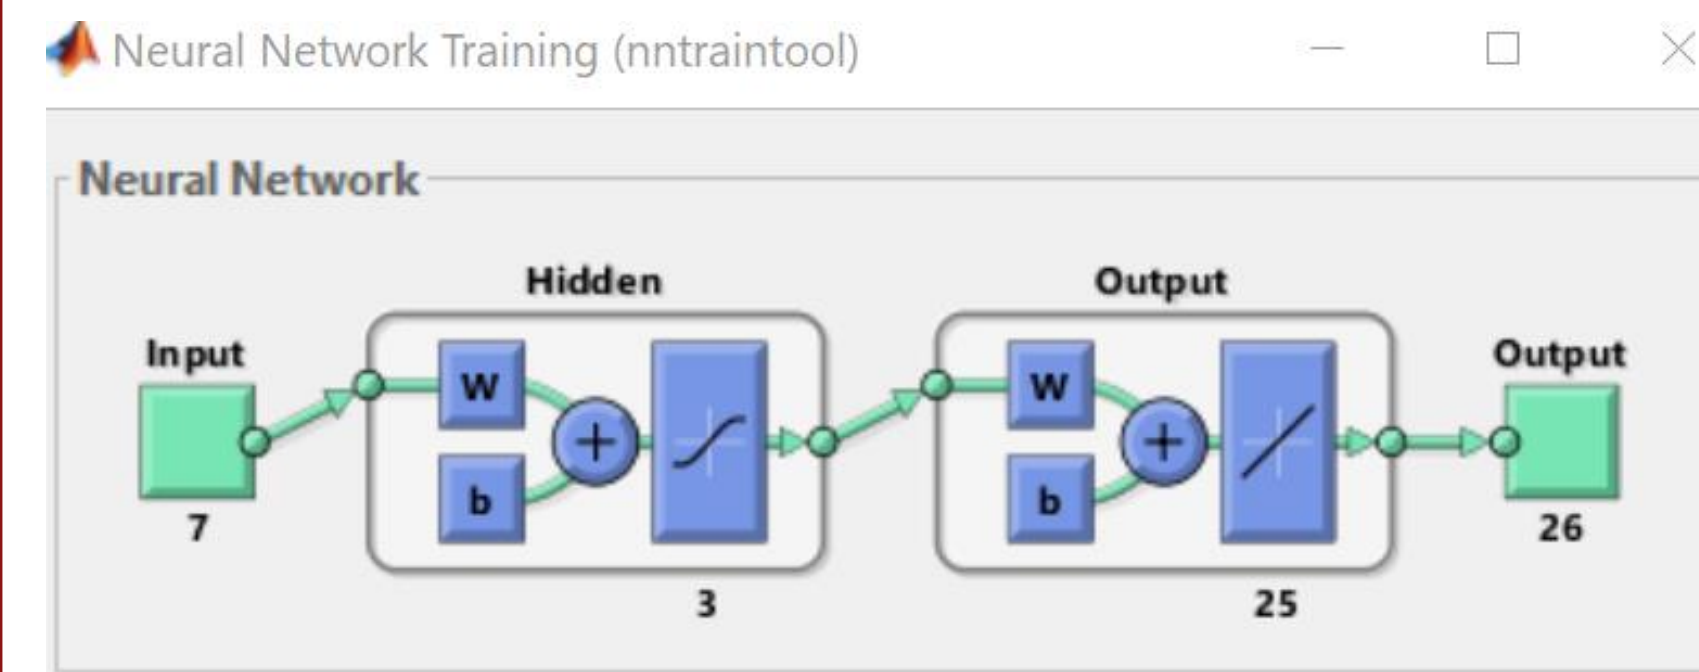 Neural Network Training (nntraintool)
Neural Network
Hidden
Output
Input
Output
W
W
b
b
7
26
3
25